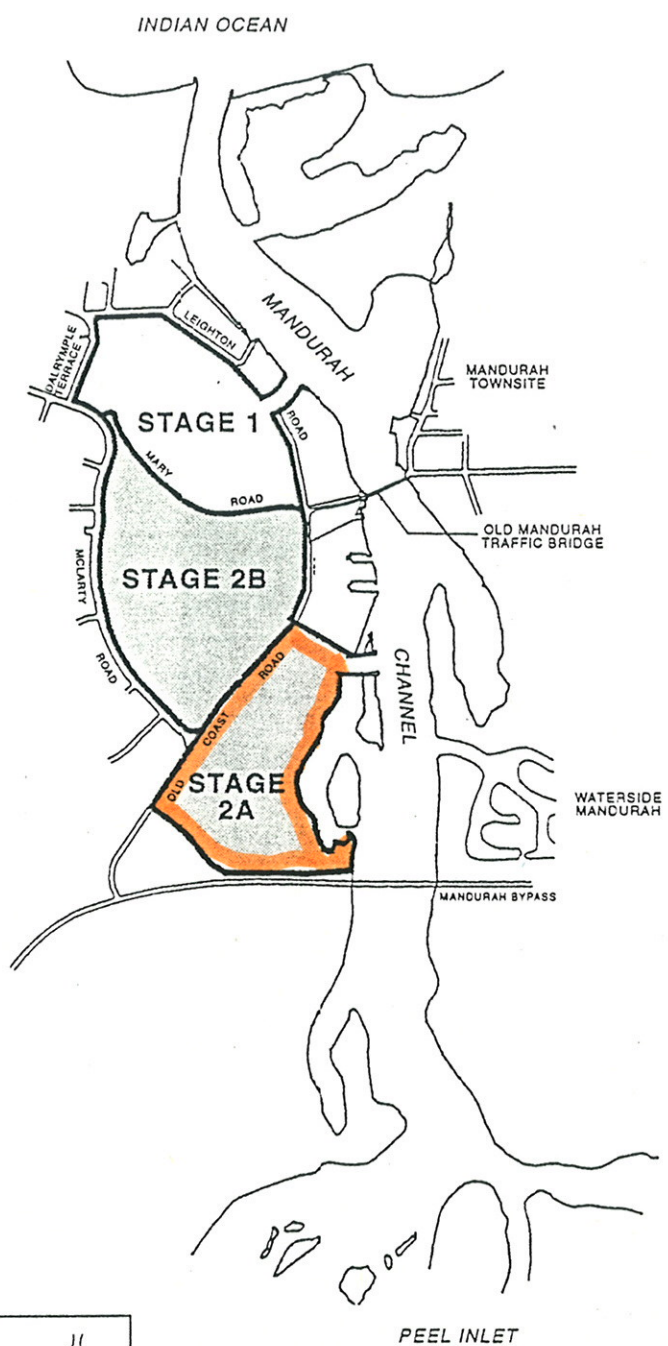 INDIAN OCEAN
MANDURAH
LEIGHTON
DALRYMPLE
TERRACE
MANDURAH
TOWNSITE
STAGE 1
ROAD
MARY
ROAD
OLD MANDURAH
TRAFFIC BRIDGE
STAGE 2B
MCLARTY
ROAD
CHANNEL
OLD COAST ROAD
STAGE
2A
WATERSIDE
MANDURAH
MANDURAH BYPASS
PEEL INLET